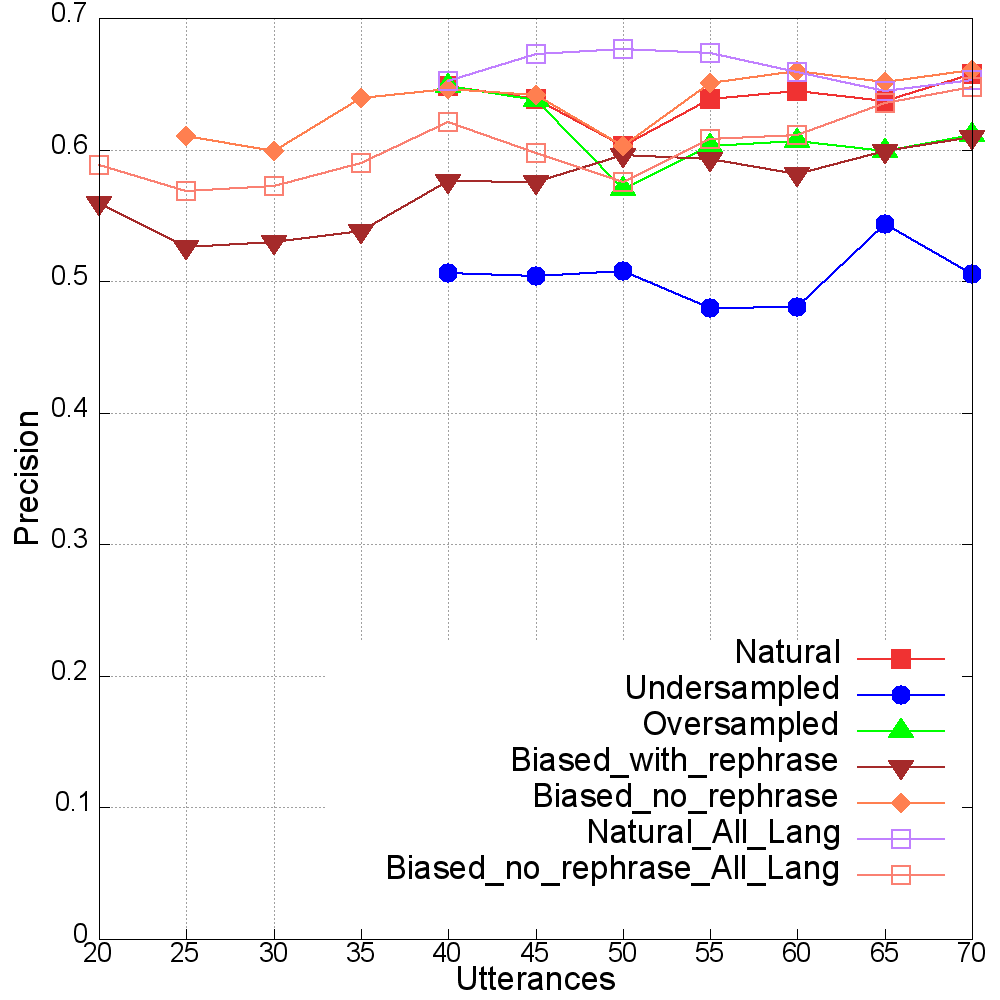 0.7
0.6
0.5
0.4
0.3
0.2
0.1
0
Precision
Natural
Undersampled
Oversampled
Biased_with_rephrase
Biased_no_rephrase
Natural_All_Lang
Biased_no_rephrase_All_Lang
20 25 30 35 40 45 50 55 60 65 70
Utterances